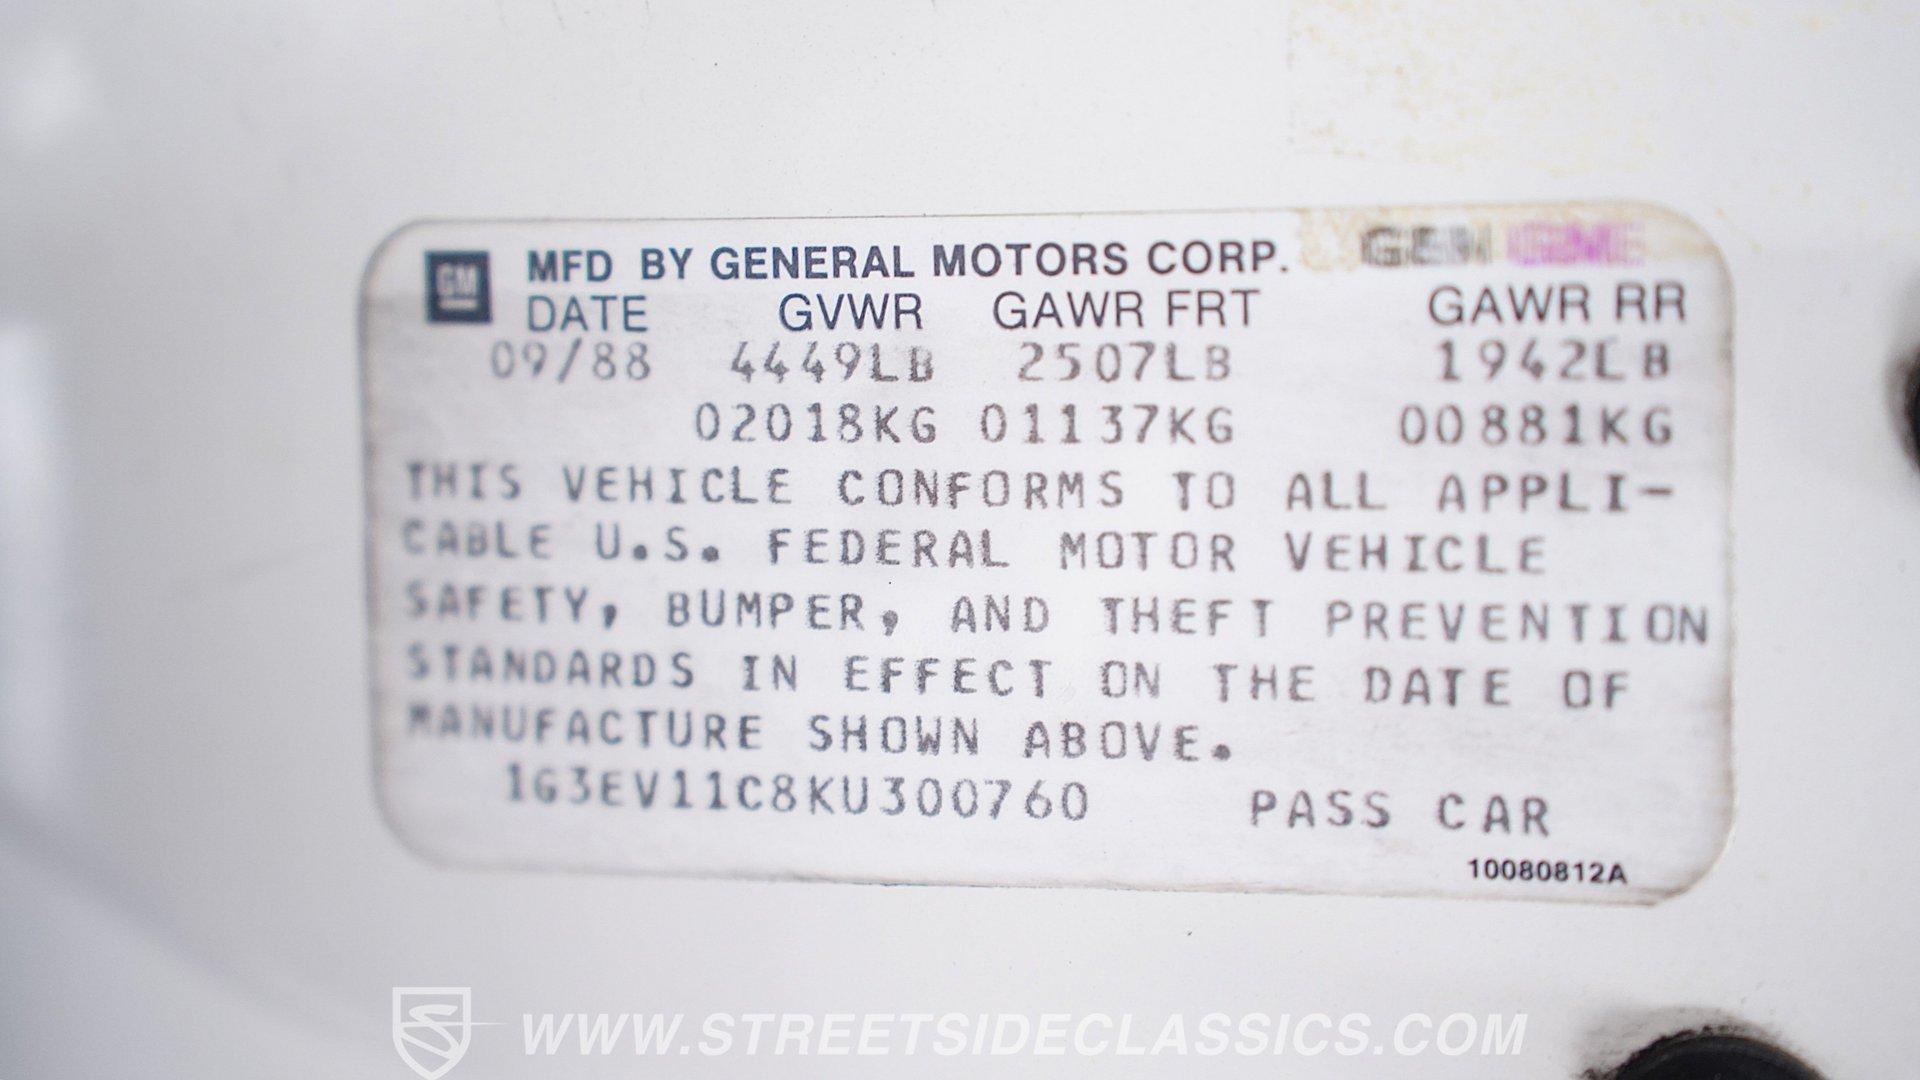 GM MFD BY GENERAL MOTORS CORP.
DATE GVWR GAWR FRT GAWR RR
09/88 4449LB 2507LB 1942LB
02018KG 01137KG 00881KG
THIS VEHICLE CONFORMS TO ALL APPLI-
CABLE U.S. FEDERAL MOTOR VEHICLE
SAFETY, BUMPER, AND THEFT PREVENTION
STANDARDS IN EFFECT ON THE DATE OF
MANUFACTURE SHOWN ABOVE.
1G3EV11C8KU300760 PASS CAR
10080812A
WWW.STREETSIDECLASSICS.COM